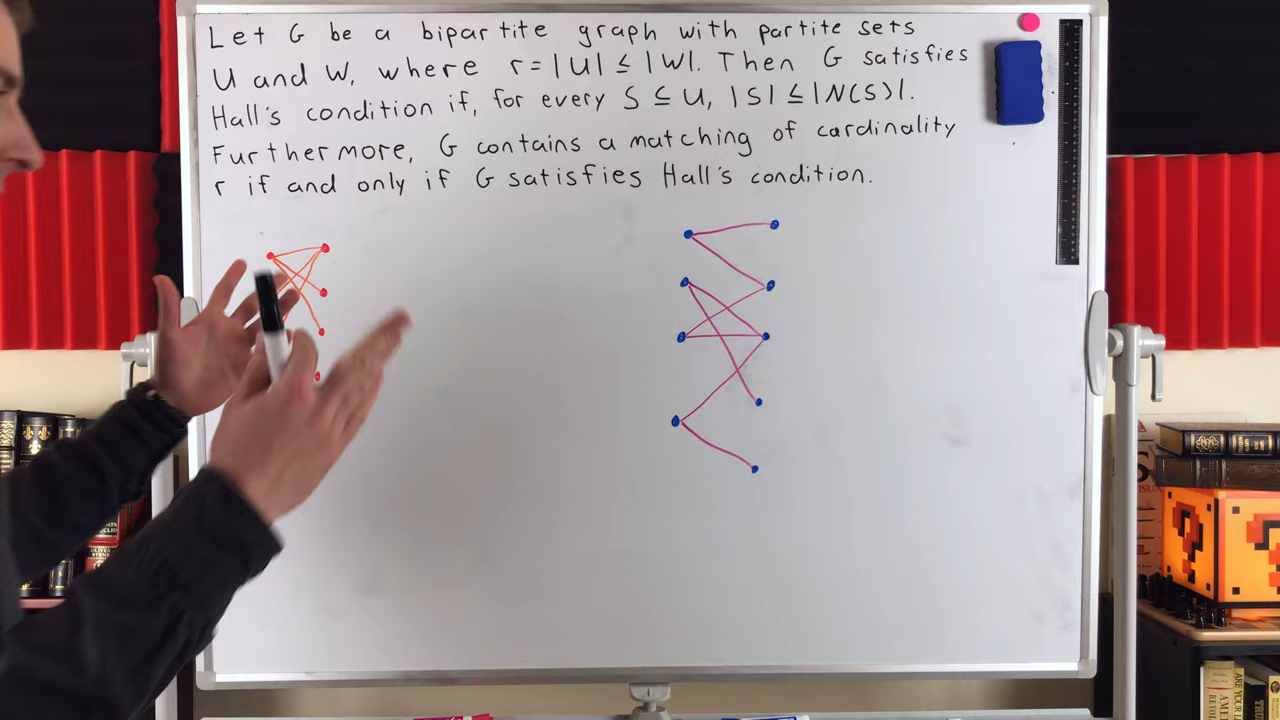 Let G be a bipartite graph with partite sets
U and W, where r=|U| ≤ |W|. Then G satisfies
Hall's condition if, for every S ⊆ U, |S| ≤ |N(S)|.
Furthermore, G contains a matching of cardinality
r if and only if G satisfies Hall's condition.